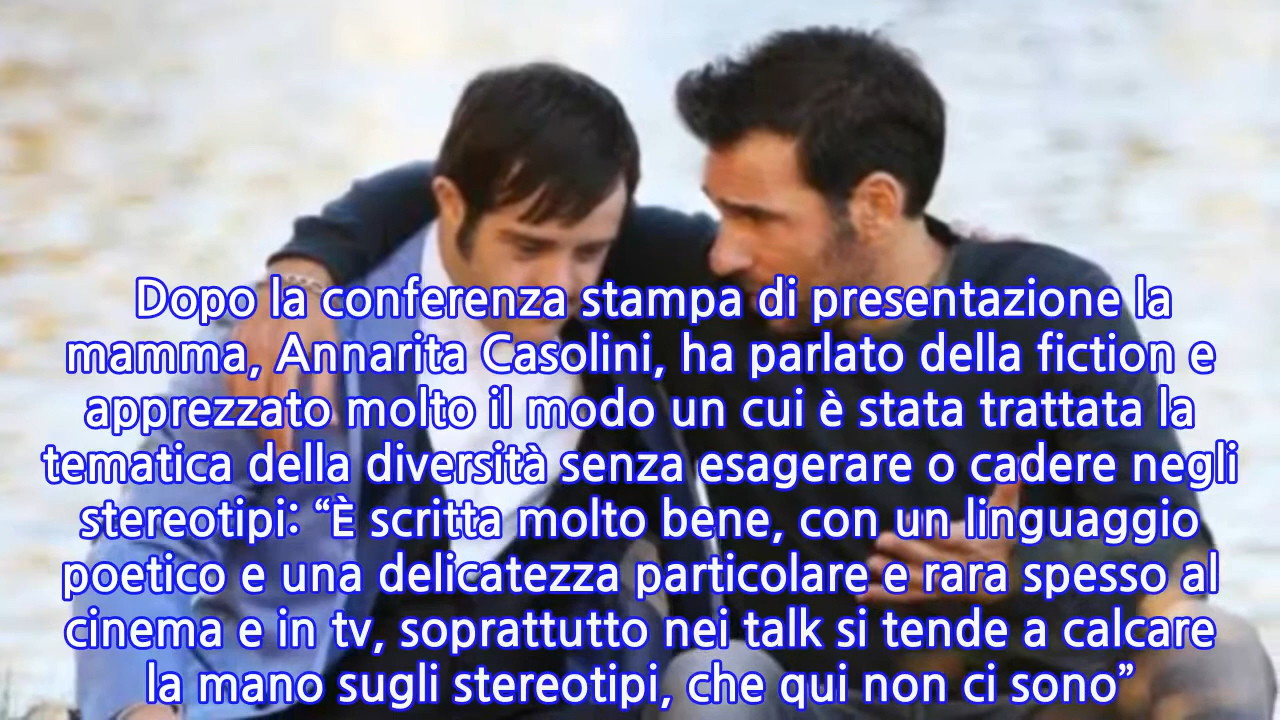 Dopo la conferenza stampa di presentazione la
mamma, Annarita Casolini, ha parlato della fiction e
apprezzato molto il modo un cui è stata trattata la
tematica della diversità senza esagerare o cadere negli
stereotipi: “È scritta molto bene, con un linguaggio
poetico e una delicatezza particolare e rara spesso al
cinema e in tv, soprattutto nei talk si tende a calcare
la mano sugli stereotipi, che qui non ci sono”